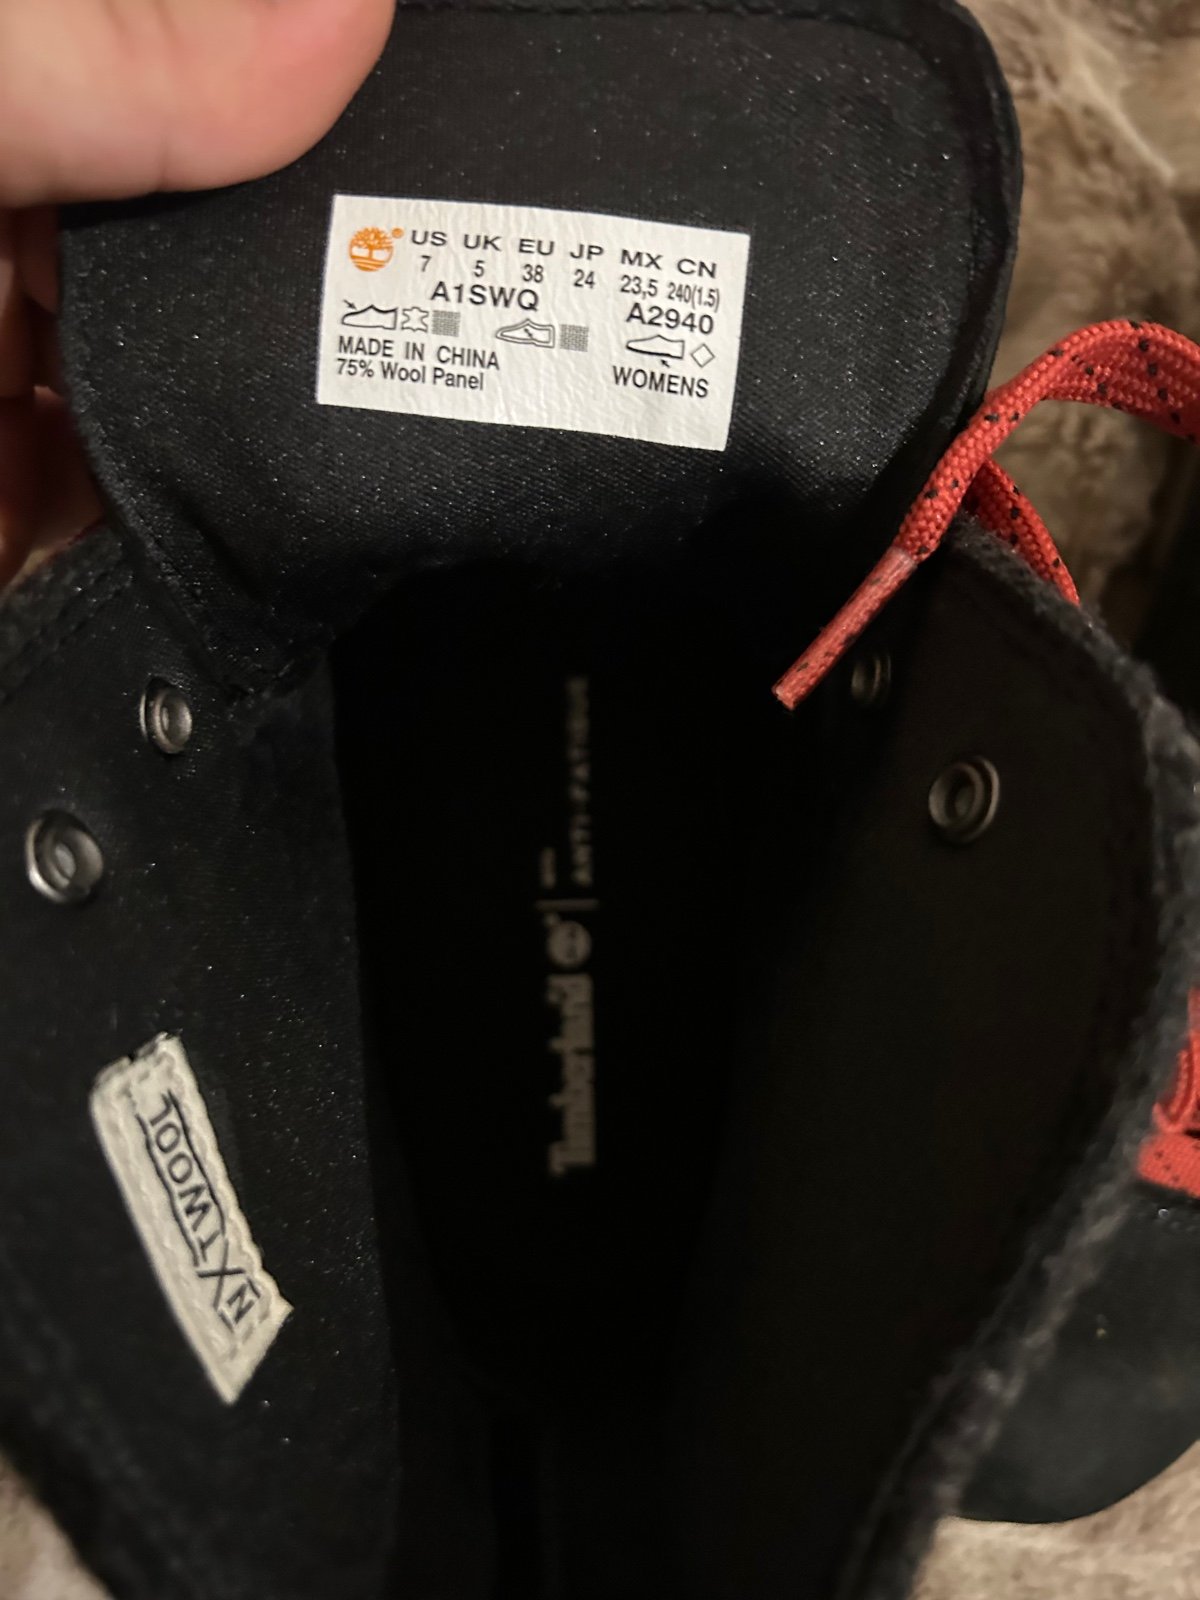 US UK EU JP MX CN
7 5 38 24 23,5 240(1.5)
A1SWQ A2940
MADE IN CHINA
75% Wool Panel
WOMENS
ANTI-FATIGUE
Timberland
NXTWOOL